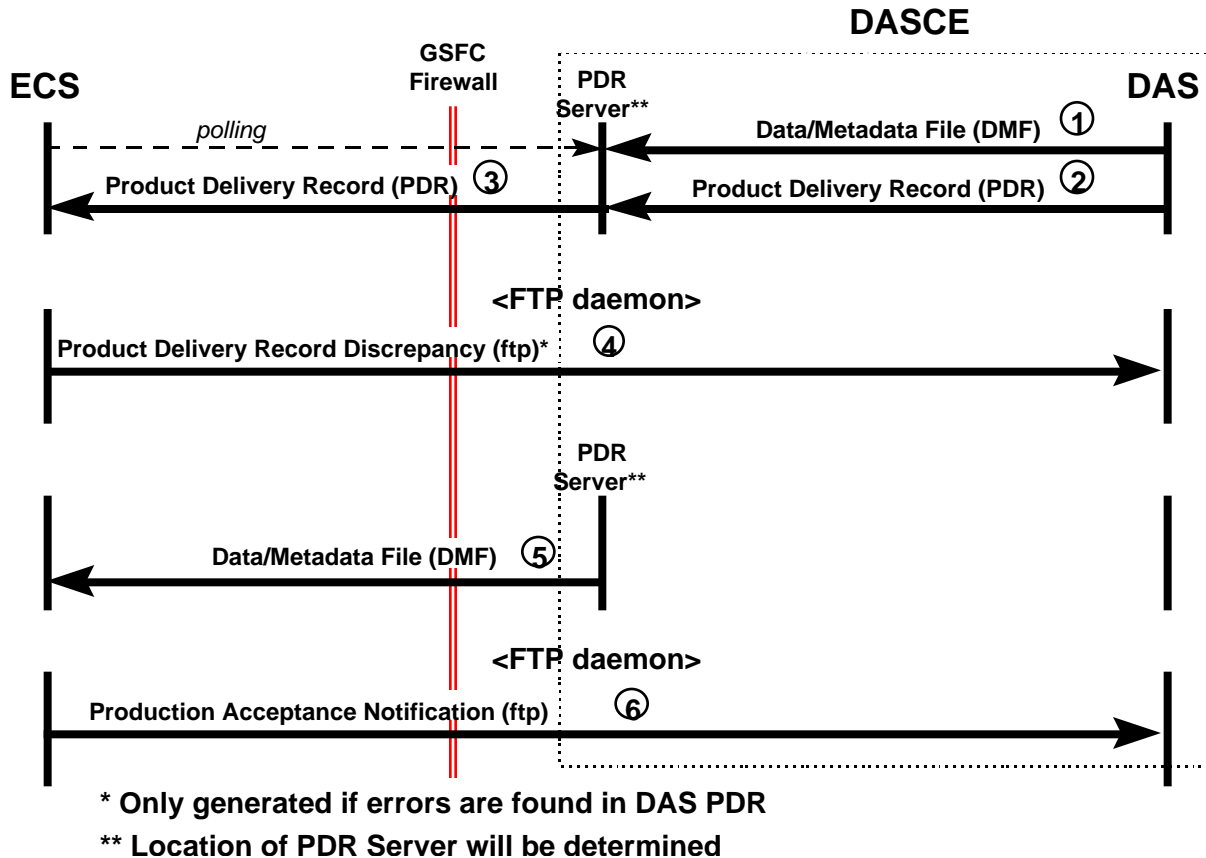 DASCE
GSFC
Firewall
ECS
PDR
Server**
DAS
polling
Data/Metadata File (DMF) 1
Product Delivery Record (PDR) 3
Product Delivery Record (PDR) 2
<FTP daemon>
Product Delivery Record Discrepancy (ftp)* 4
PDR
Server**
Data/Metadata File (DMF) 5
<FTP daemon>
Production Acceptance Notification (ftp) 6
* Only generated if errors are found in DAS PDR
** Location of PDR Server will be determined